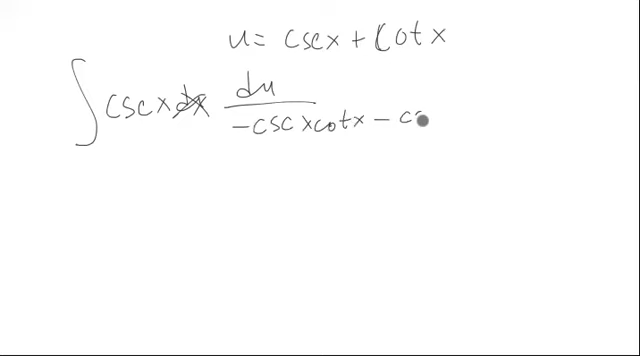 u = cscx + cotx
∫ cscx dx du / -cscxcotx - c